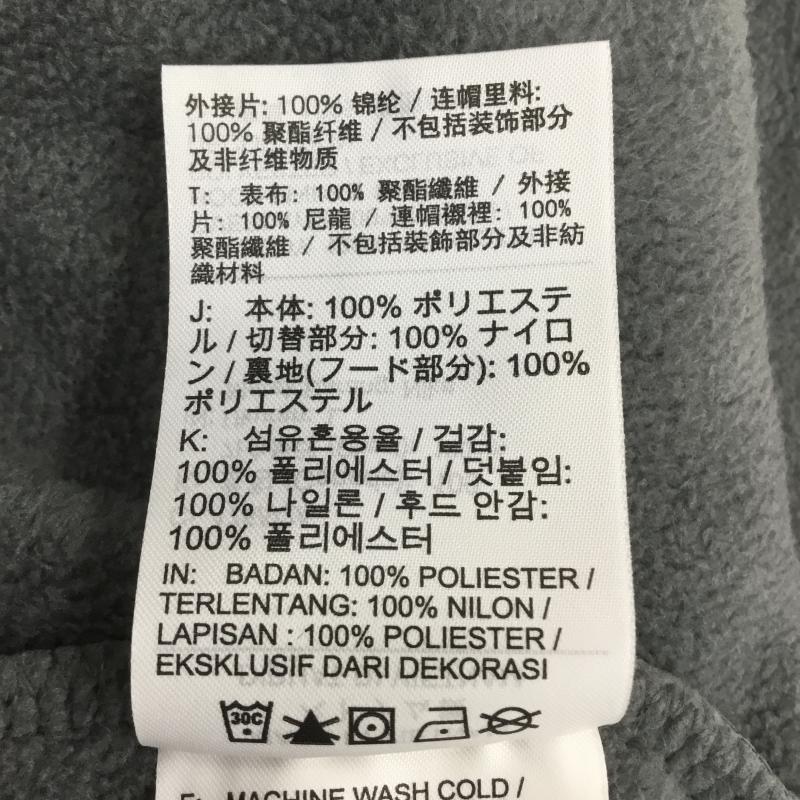 外接片: 100% 锦纶 / 连帽里料:
100% 聚酯纤维 / 不包括装饰部分
及非纤维物质
T: 表布: 100% 聚酯纖維 / 外接
片: 100% 尼龍 / 連帽襯裡: 100%
聚酯纖維 / 不包括裝飾部分及非紡
織材料
J: 本体: 100% ポリエステ
ル / 切替部分: 100% ナイロ
ン / 裏地(フード部分): 100%
ポリエステル
K: 섬유혼용율 / 겉감:
100% 폴리에스터 / 덧붙임:
100% 나일론 / 후드 안감:
100% 폴리에스터
IN: BADAN: 100% POLIESTER /
TERLENTANG: 100% NILON /
LAPISAN : 100% POLIESTER /
EKSKLUSIF DARI DEKORASI
30C
E: MACHINE WASH COLD /